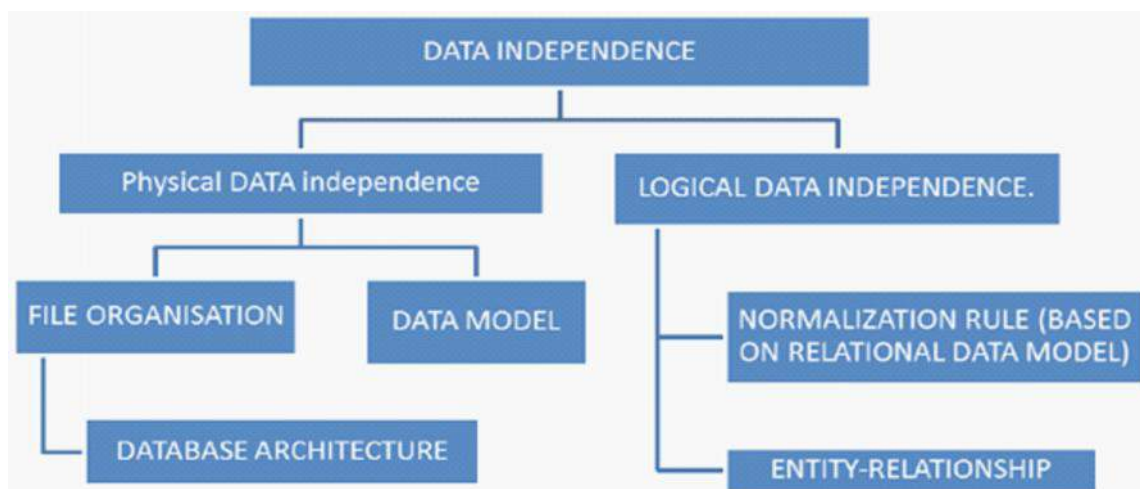 DATA INDEPENDENCE
Physical DATA independence
LOGICAL DATA INDEPENDENCE.
FILE ORGANISATION
DATA MODEL
NORMALIZATION RULE (BASED
ON RELATIONAL DATA MODEL)
DATABASE ARCHITECTURE
ENTITY-RELATIONSHIP